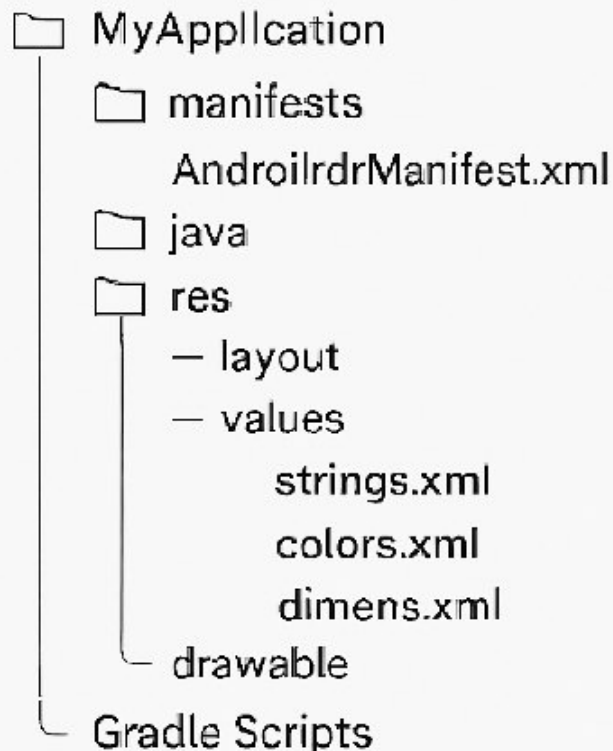 MyAppllcation
manifests
AndroilrdrManifest.xml
java
res
— layout
— values
strings.xml
colors.xml
dimens.xml
drawable
Gradle Scripts